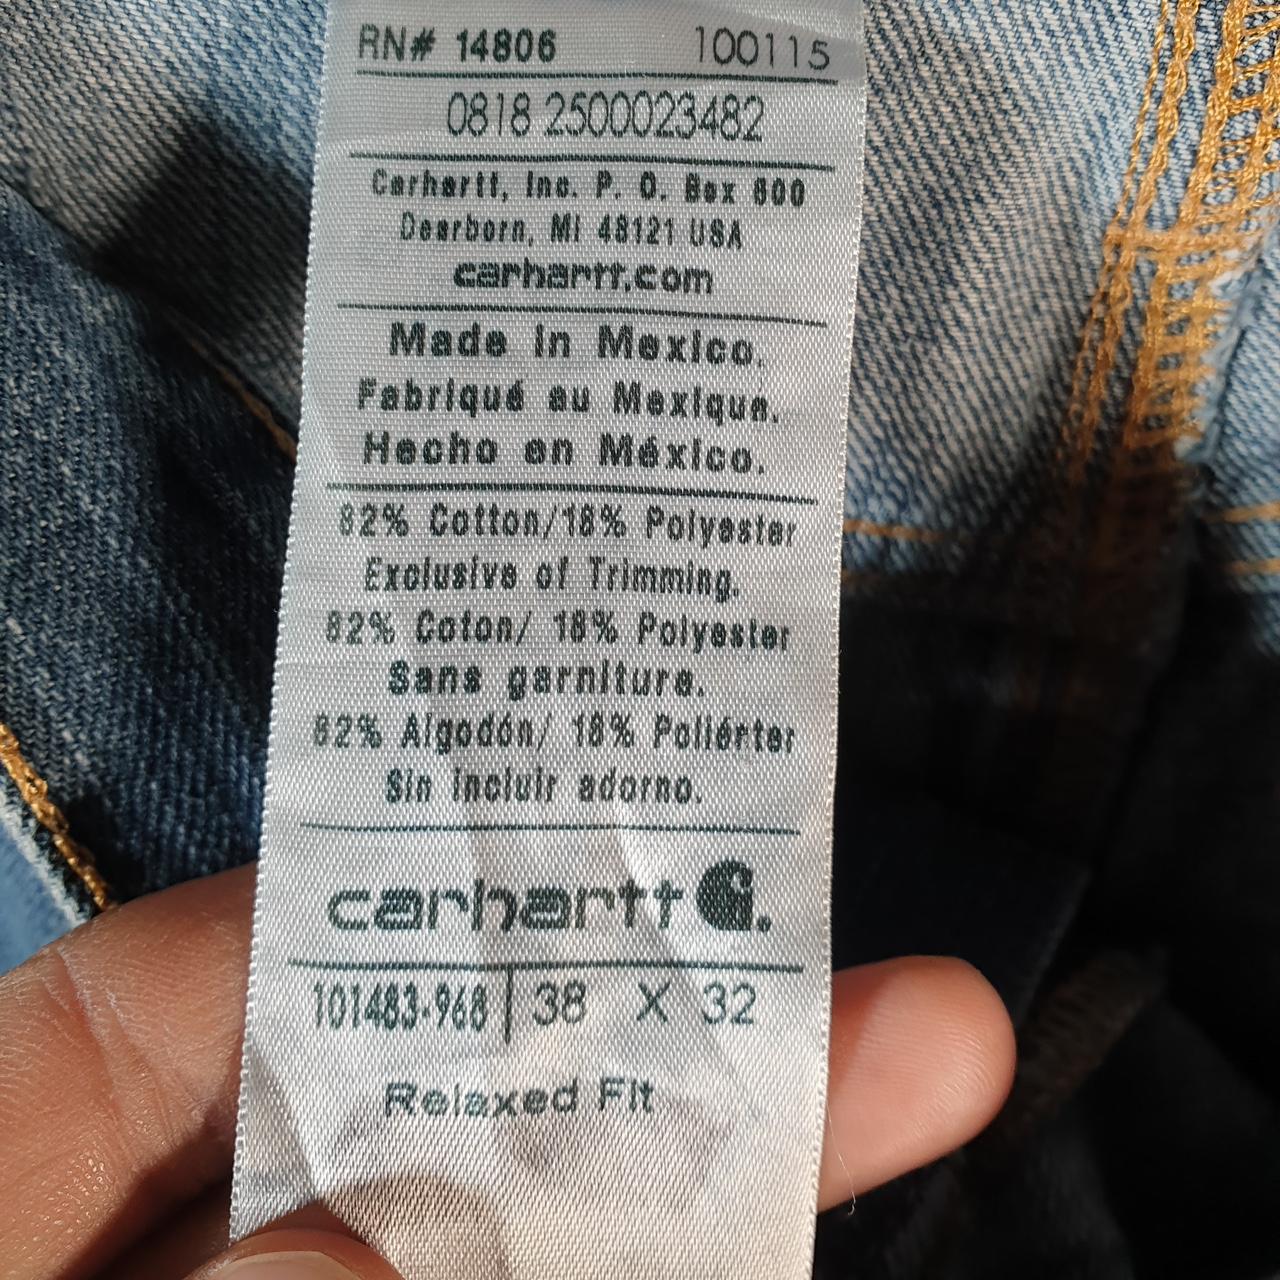 RN# 14806 100115
0818 2500023482
Carhartt, Inc. P. O. Box 600
Dearborn, MI 48121 USA
carhartt.com
Made in Mexico.
Fabriqué au Mexique.
Hecho en México.
82% Cotton/18% Polyester
Exclusive of Trimming.
82% Coton/ 18% Polyester
Sans garniture.
82% Algodón/ 18% Poliérter
Sin incluir adorno.
carhartt
101483-968 38 X 32
Relaxed Fit